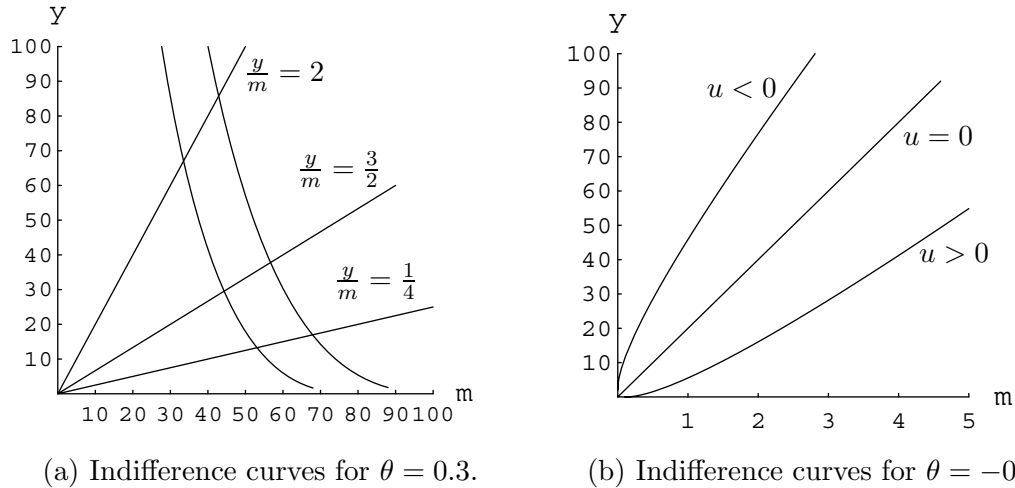 y
100
90
80
70
60
50
40
30
20
10
y/m = 2
y/m = 3/2
y/m = 1/4
10 20 30 40 50 60 70 80 90 100 m
(a) Indifference curves for θ = 0.3.
y
100
90
80
70
60
50
40
30
20
10
u < 0
u = 0
u > 0
1 2 3 4 5 m
(b) Indifference curves for θ = −0